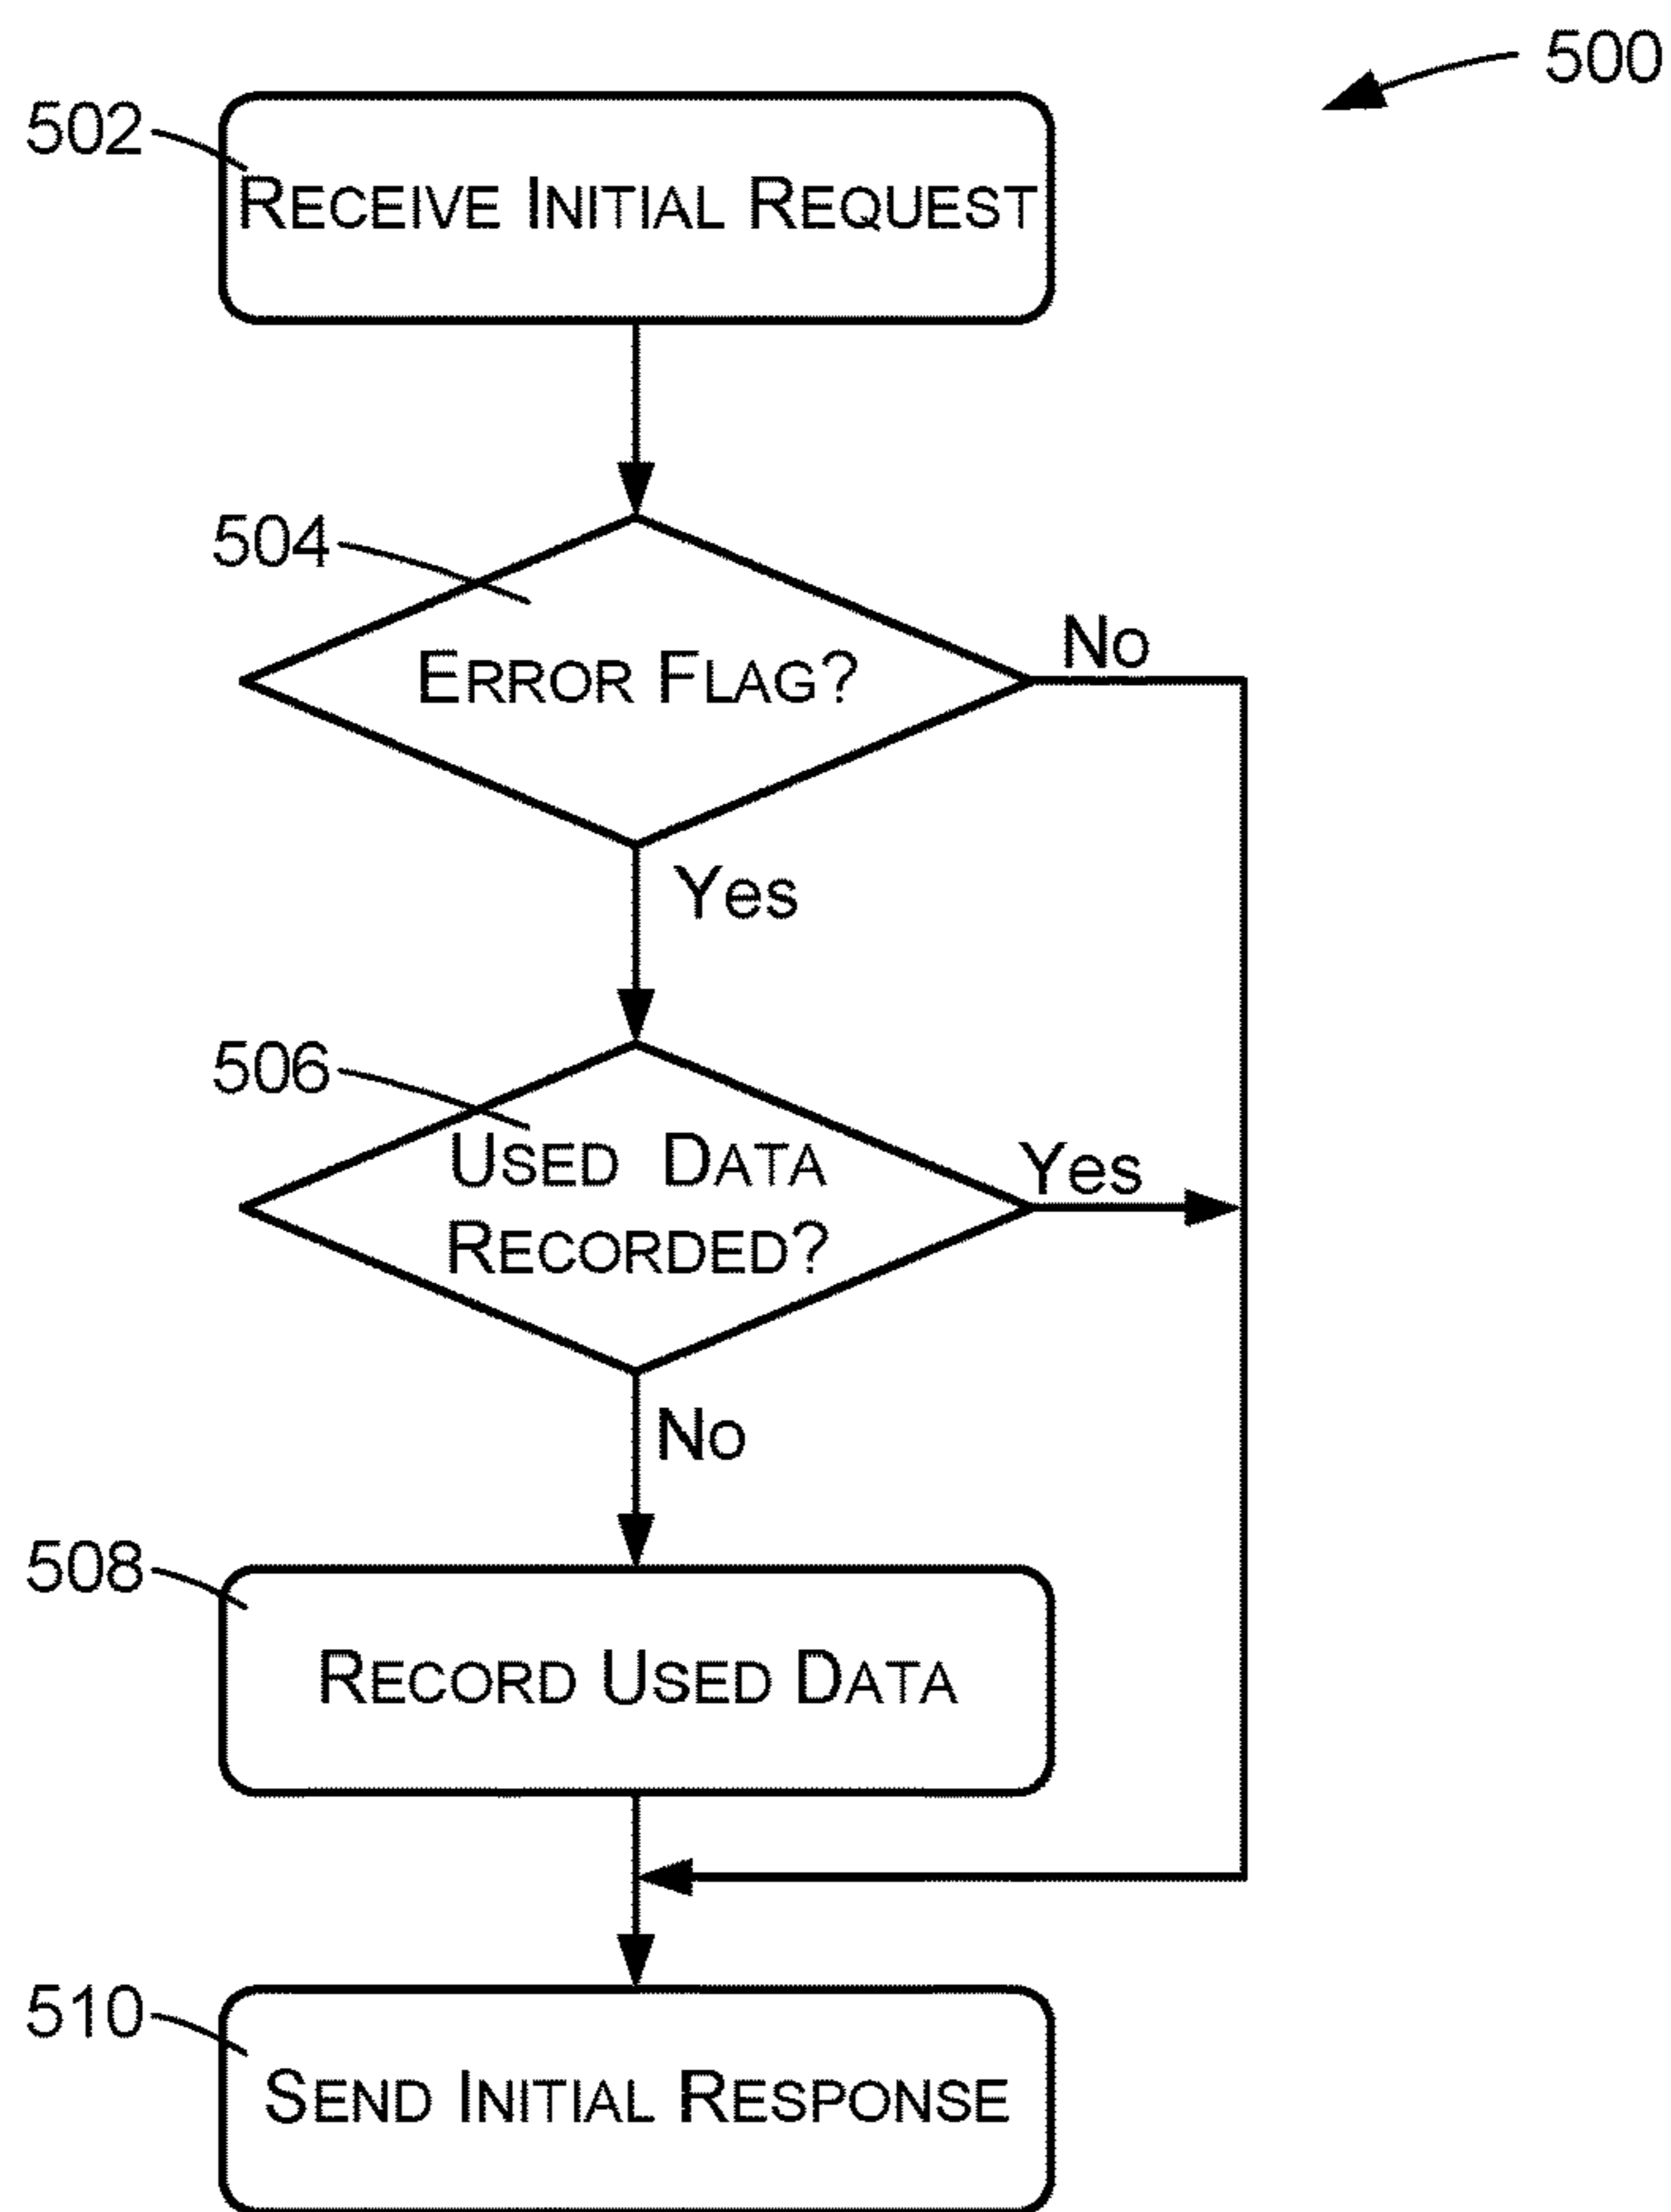 500
502
RECEIVE INITIAL REQUEST
504
ERROR FLAG?
No
Yes
506
USED DATA
RECORDED?
Yes
No
508
RECORD USED DATA
510
SEND INITIAL RESPONSE